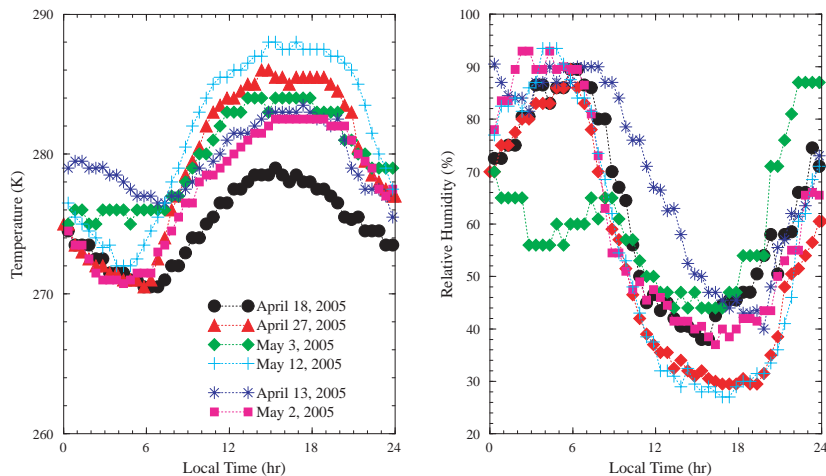 290
280
270
260
Temperature (K)
0
6
12
18
24
Local Time (hr)
April 18, 2005
April 27, 2005
May 3, 2005
May 12, 2005
April 13, 2005
May 2, 2005
100
90
80
70
60
50
40
30
20
Relative Humidity (%)
0
6
12
18
24
Local Time (hr)